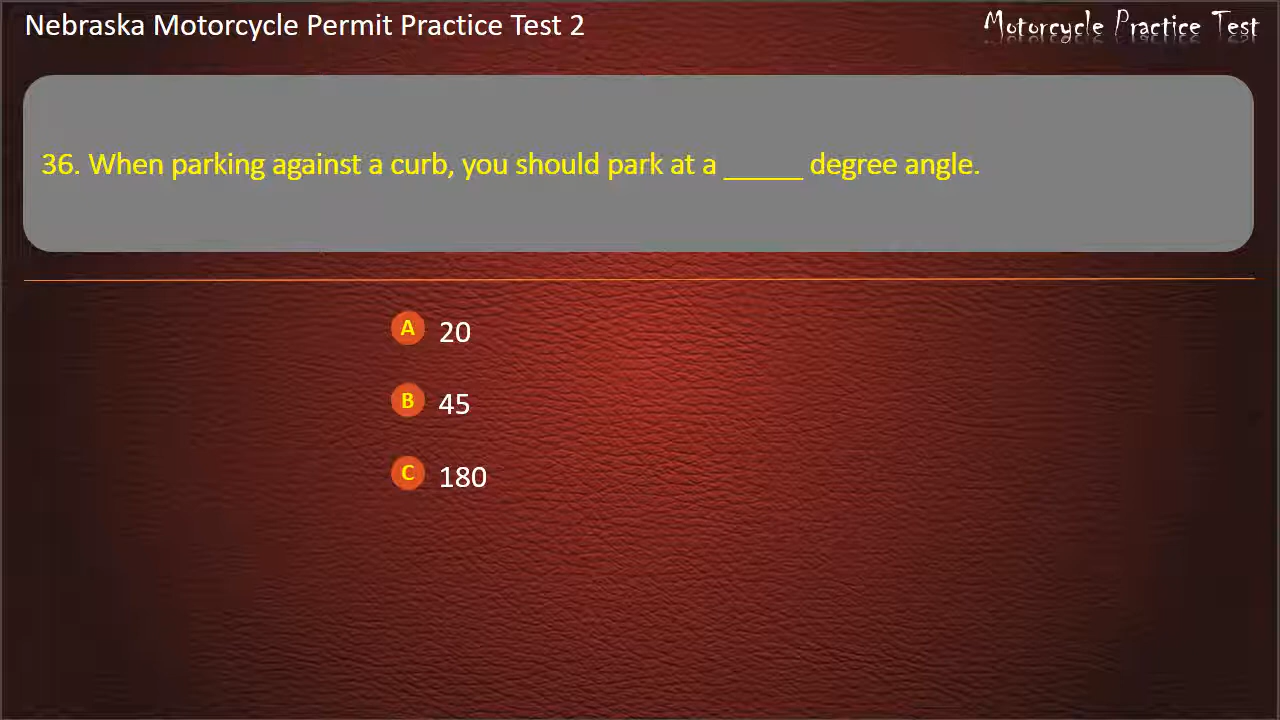 Nebraska Motorcycle Permit Practice Test 2
Motorcycle Practice Test
36. When parking against a curb, you should park at a _____ degree angle.
A 20
B 45
C 180